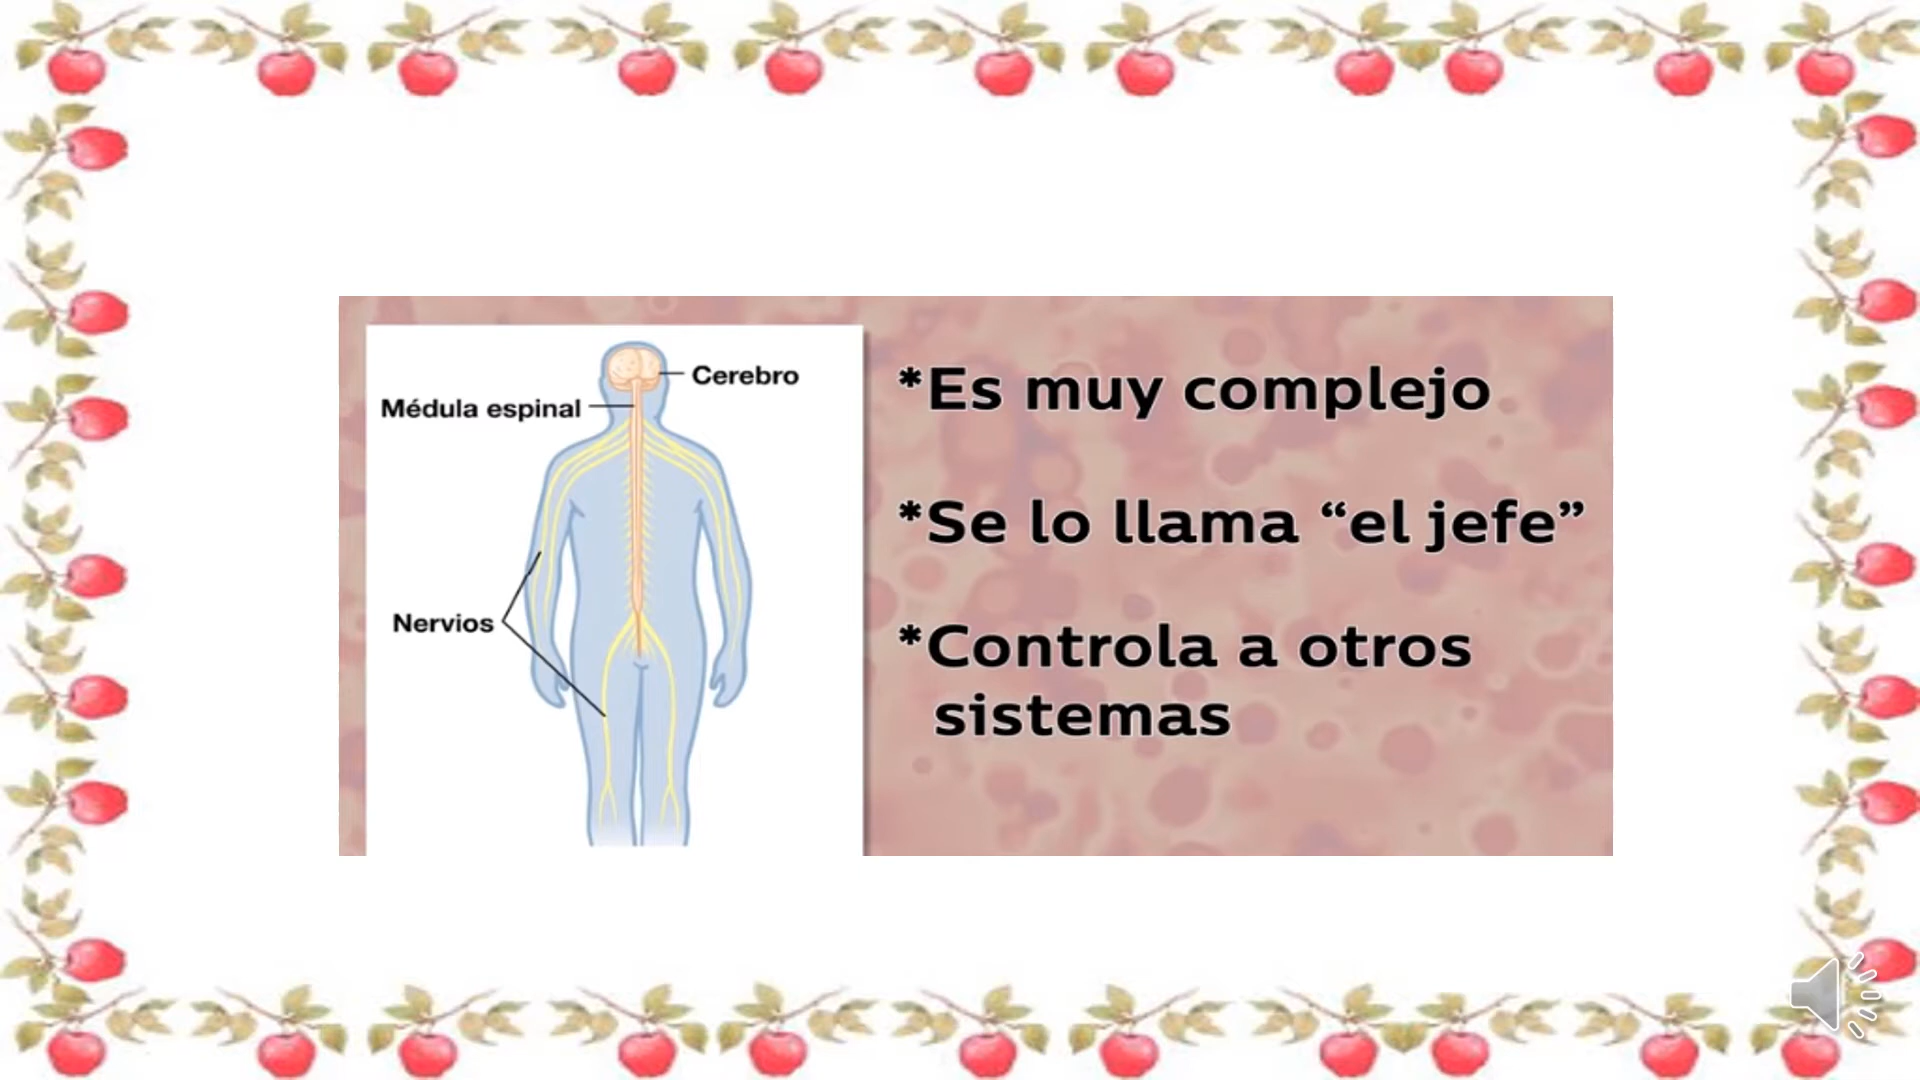 Cerebro
Médula espinal
Nervios
*Es muy complejo
*Se lo llama “el jefe”
*Controla a otros
sistemas